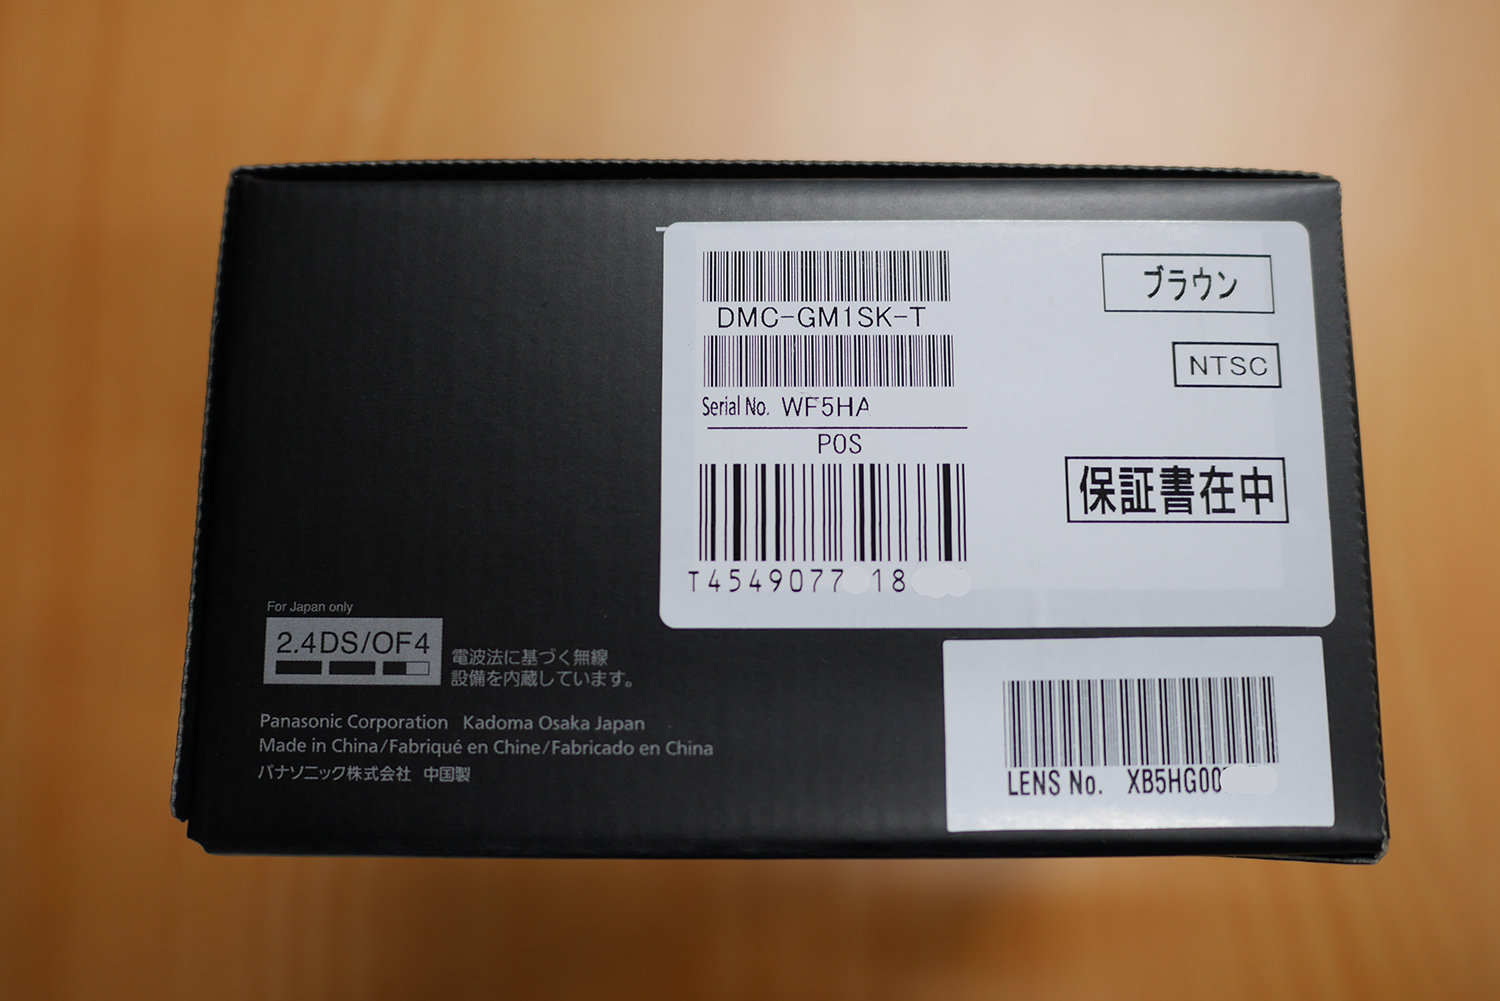 DMC-GM1SK-T
ブラウン
NTSC
Serial No. WF5HA
POS
保証書在中
T4549077 18
For Japan only
2.4DS/OF4
電波法に基づく無線
設備を内蔵しています。
Panasonic Corporation Kadoma Osaka Japan
Made in China/Fabriqué en Chine/Fabricado en China
パナソニック株式会社 中国製
LENS No. XB5HG00